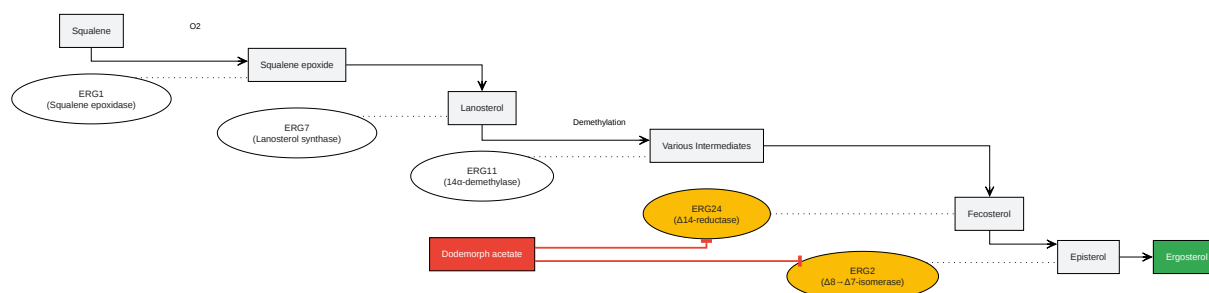 Squalene
O2
Squalene epoxide
ERG1
(Squalene epoxidase)
Lanosterol
ERG7
(Lanosterol synthase)
Demethylation
Various Intermediates
ERG11
(14α-demethylase)
ERG24
(Δ14-reductase)
Fecosterol
Dodemorph acetate
Episterol
Ergosterol
ERG2
(Δ8→Δ7-isomerase)